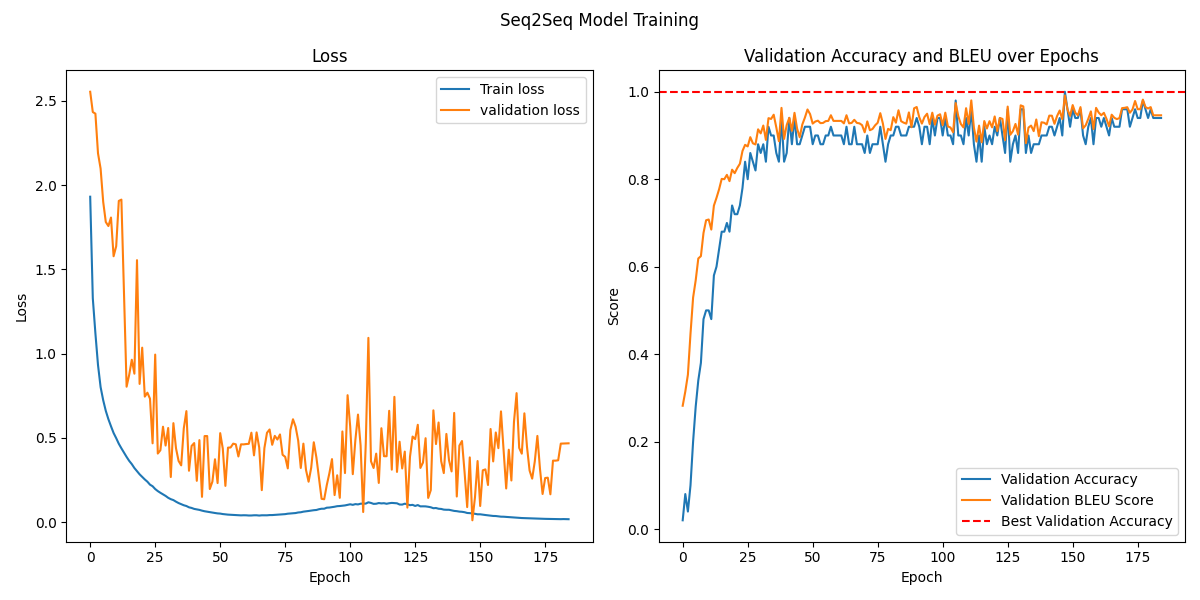 Seq2Seq Model Training
Loss
Train loss
validation loss
2.5
2.0
1.5
1.0
0.5
0.0
Loss
0 25 50 75 100 125 150 175
Epoch
Validation Accuracy and BLEU over Epochs
1.0
0.8
0.6
0.4
0.2
0.0
Score
Validation Accuracy
Validation BLEU Score
Best Validation Accuracy
0 25 50 75 100 125 150 175
Epoch